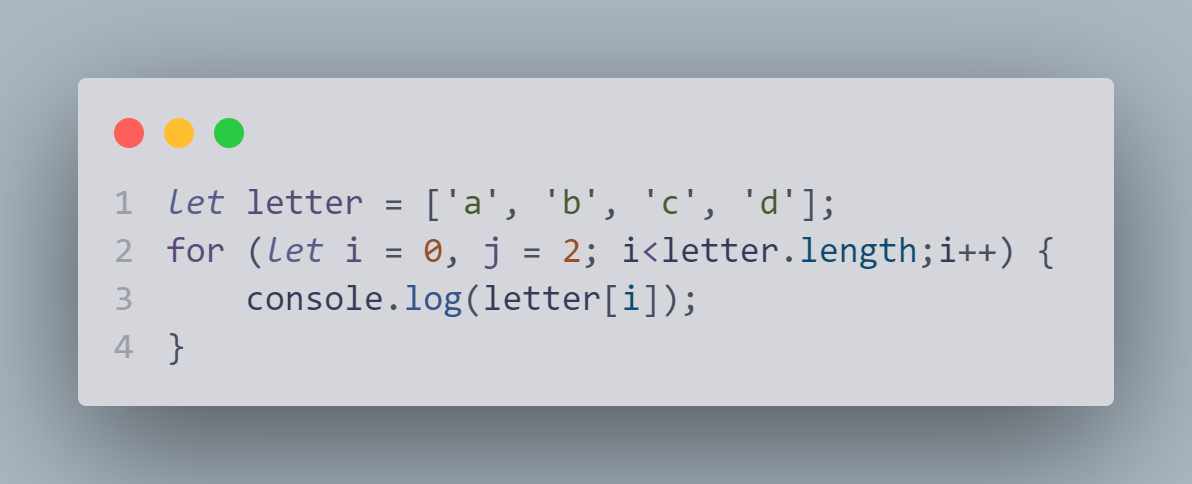 1 let letter = ['a', 'b', 'c', 'd'];
2 for (let i = 0, j = 2; i<letter.length;i++) {
3     console.log(letter[i]);
4 }